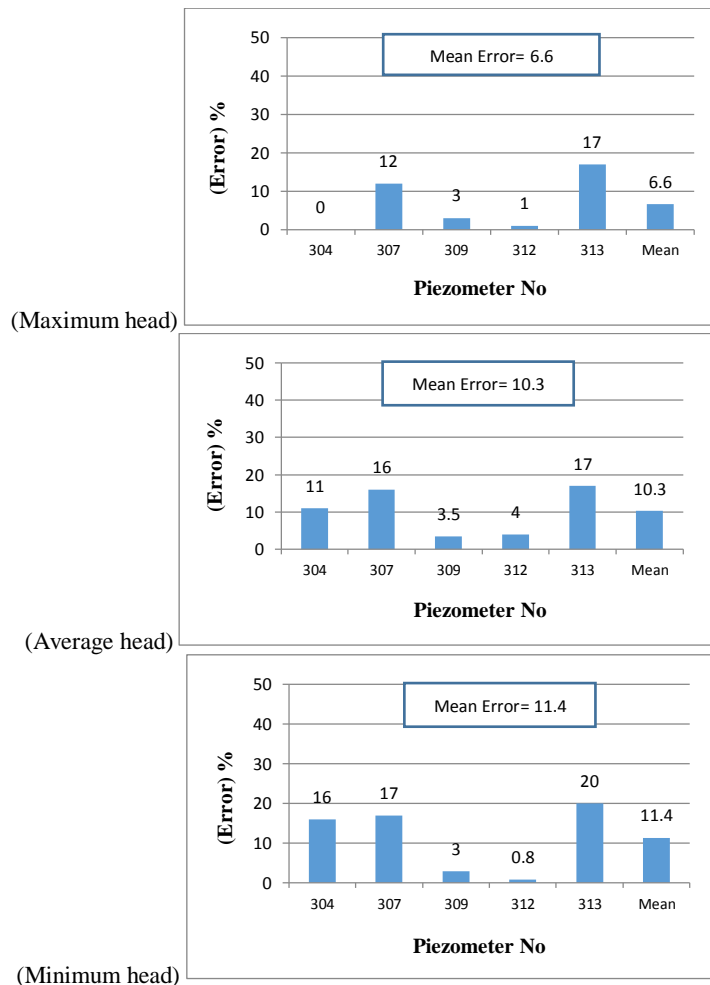 50
Mean Error= 6.6
40
30
20
10
0
(Error) %
0
12
3
1
17
6.6
304 307 309 312 313 Mean
Piezometer No
(Maximum head)
50
Mean Error= 10.3
40
30
20
10
0
(Error) %
11
16
3.5
4
17
10.3
304 307 309 312 313 Mean
Piezometer No
(Average head)
50
Mean Error= 11.4
40
30
20
10
0
(Error) %
16
17
3
0.8
20
11.4
304 307 309 312 313 Mean
Piezometer No
(Minimum head)